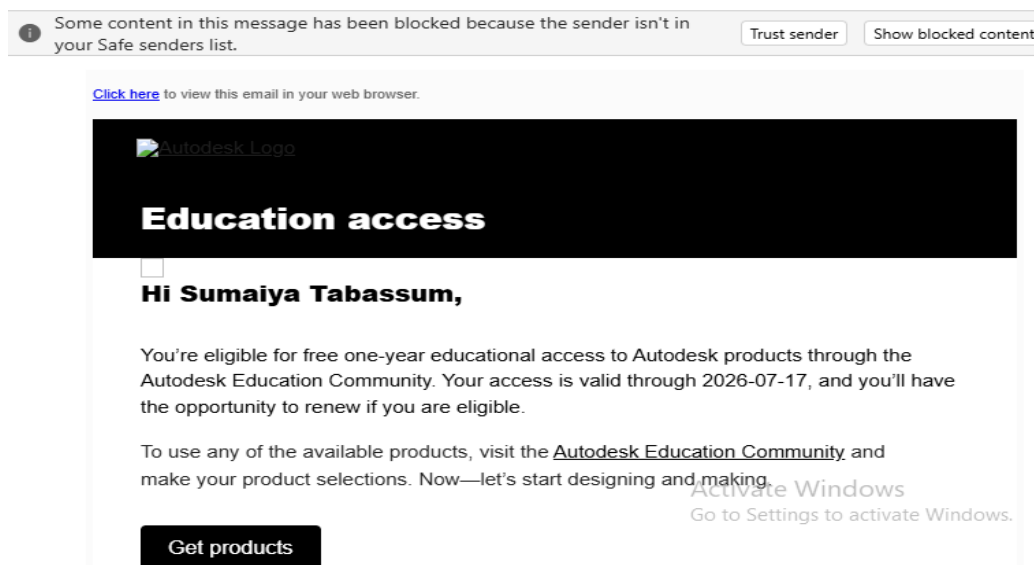 Some content in this message has been blocked because the sender isn't in
your Safe senders list.
Trust sender
Show blocked content
Click here to view this email in your web browser.
Autodesk Logo
Education access
Hi Sumaiya Tabassum,
You're eligible for free one-year educational access to Autodesk products through the
Autodesk Education Community. Your access is valid through 2026-07-17, and you'll have
the opportunity to renew if you are eligible.
To use any of the available products, visit the Autodesk Education Community and
make your product selections. Now—let's start designing and making.
Activate Windows
Go to Settings to activate Windows.
Get products